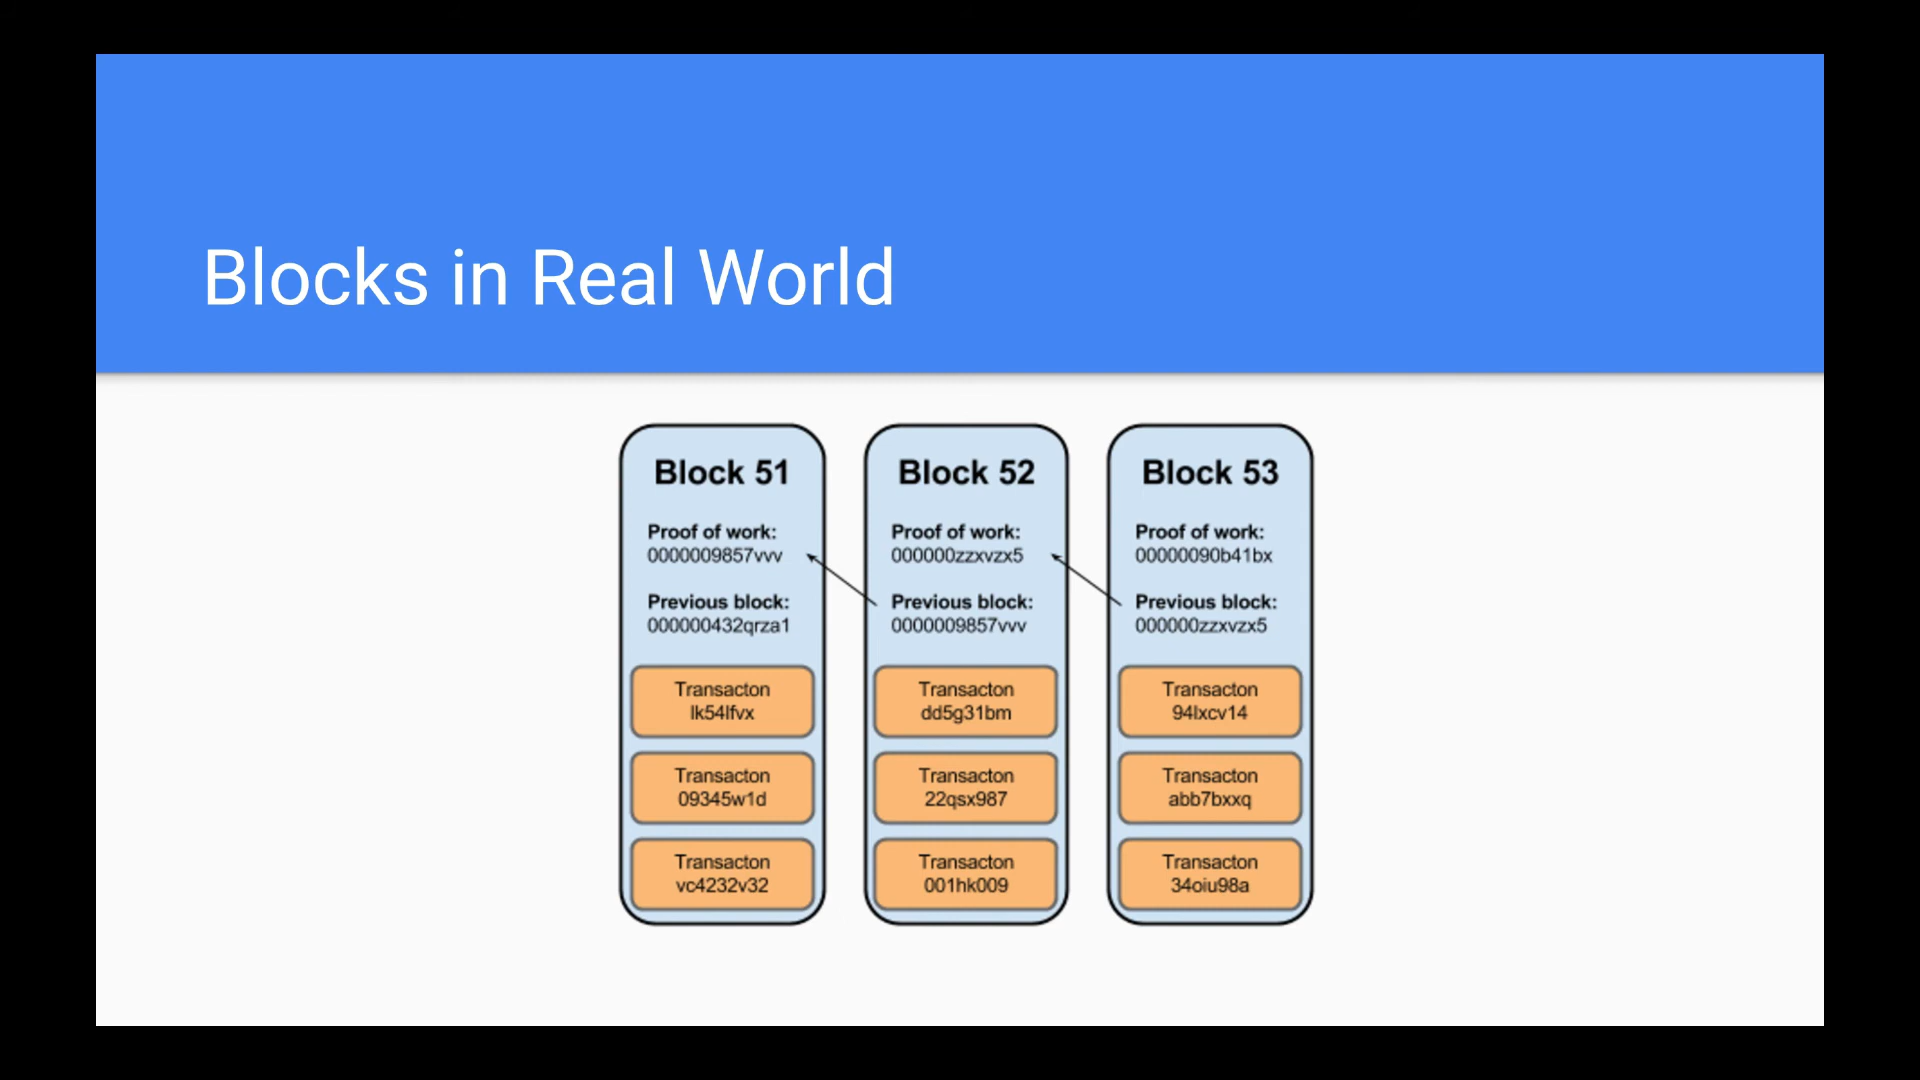 Blocks in Real World
Block 51
Proof of work:
0000009857vvv
Previous block:
000000432qrza1
Transacton
lk54lfvx
Transacton
09345w1d
Transacton
vc4232v32
Block 52
Proof of work:
000000zzxvzx5
Previous block:
0000009857vvv
Transacton
dd5g31bm
Transacton
22qsx987
Transacton
001hk009
Block 53
Proof of work:
00000090b41bx
Previous block:
000000zzxvzx5
Transacton
94lxcv14
Transacton
abb7bxxq
Transacton
34oiu98a